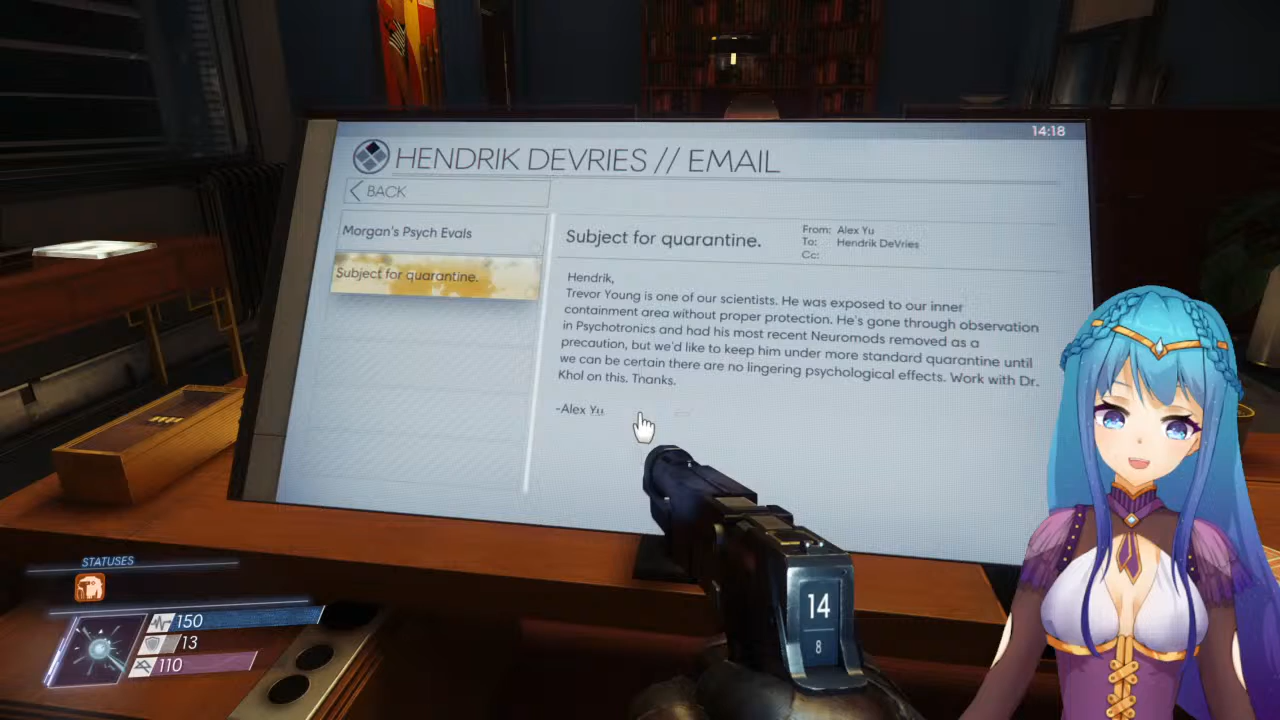 14:18
HENDRIK DEVRIES // EMAIL
BACK
Morgan's Psych Evals
Subject for quarantine.
Subject for quarantine.
From: Alex Yu
To: Hendrik DeVries
Cc:
Hendrik,
Trevor Young is one of our scientists. He was exposed to our inner
containment area without proper protection. He's gone through observation
in Psychotronics and had his most recent Neuromods removed as a
precaution, but we'd like to keep him under more standard quarantine until
we can be certain there are no lingering psychological effects. Work with Dr.
Khol on this. Thanks.
-Alex Yu
STATUSES
150
13
110
14
8